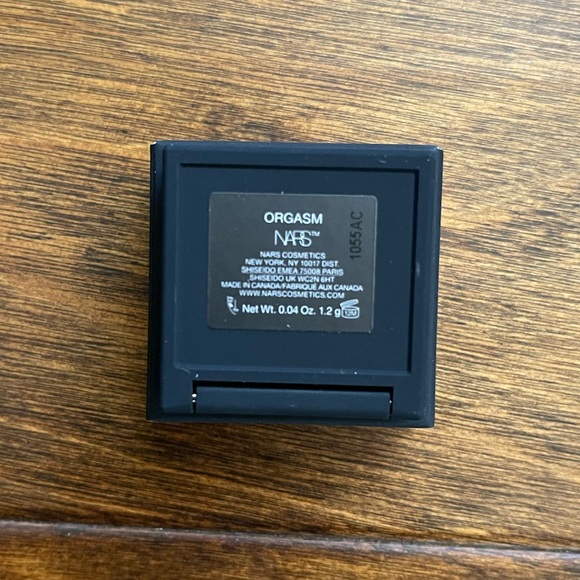 ORGASM
NARS™
NARS COSMETICS
NEW YORK, NY 10017 DIST.
SHISEIDO EMEA 75008 PARIS
SHISEIDO UK WC2N 6HT
MADE IN CANADA/FABRIQUÉ AUX CANADA
WWW.NARSCOSMETICS.COM
Net Wt. 0.04 Oz. 1.2 g 12M
1055AC